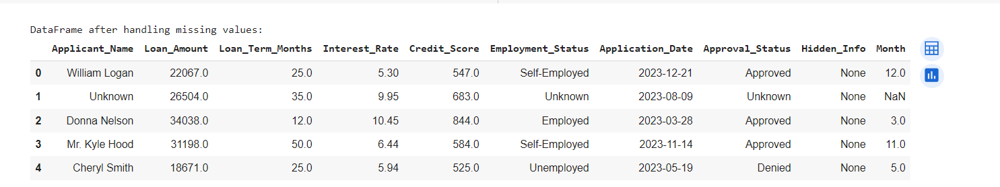 DataFrame after handling missing values:
Applicant_Name Loan_Amount Loan_Term_Months Interest_Rate Credit_Score Employment_Status Application_Date Approval_Status Hidden_Info Month
0 William Logan 22067.0 25.0 5.30 547.0 Self-Employed 2023-12-21 Approved None 12.0
1 Unknown 26504.0 35.0 9.95 683.0 Unknown 2023-08-09 Unknown None NaN
2 Donna Nelson 34038.0 12.0 10.45 844.0 Employed 2023-03-28 Approved None 3.0
3 Mr. Kyle Hood 31198.0 50.0 6.44 584.0 Self-Employed 2023-11-14 Approved None 11.0
4 Cheryl Smith 18671.0 25.0 5.94 525.0 Unemployed 2023-05-19 Denied None 5.0